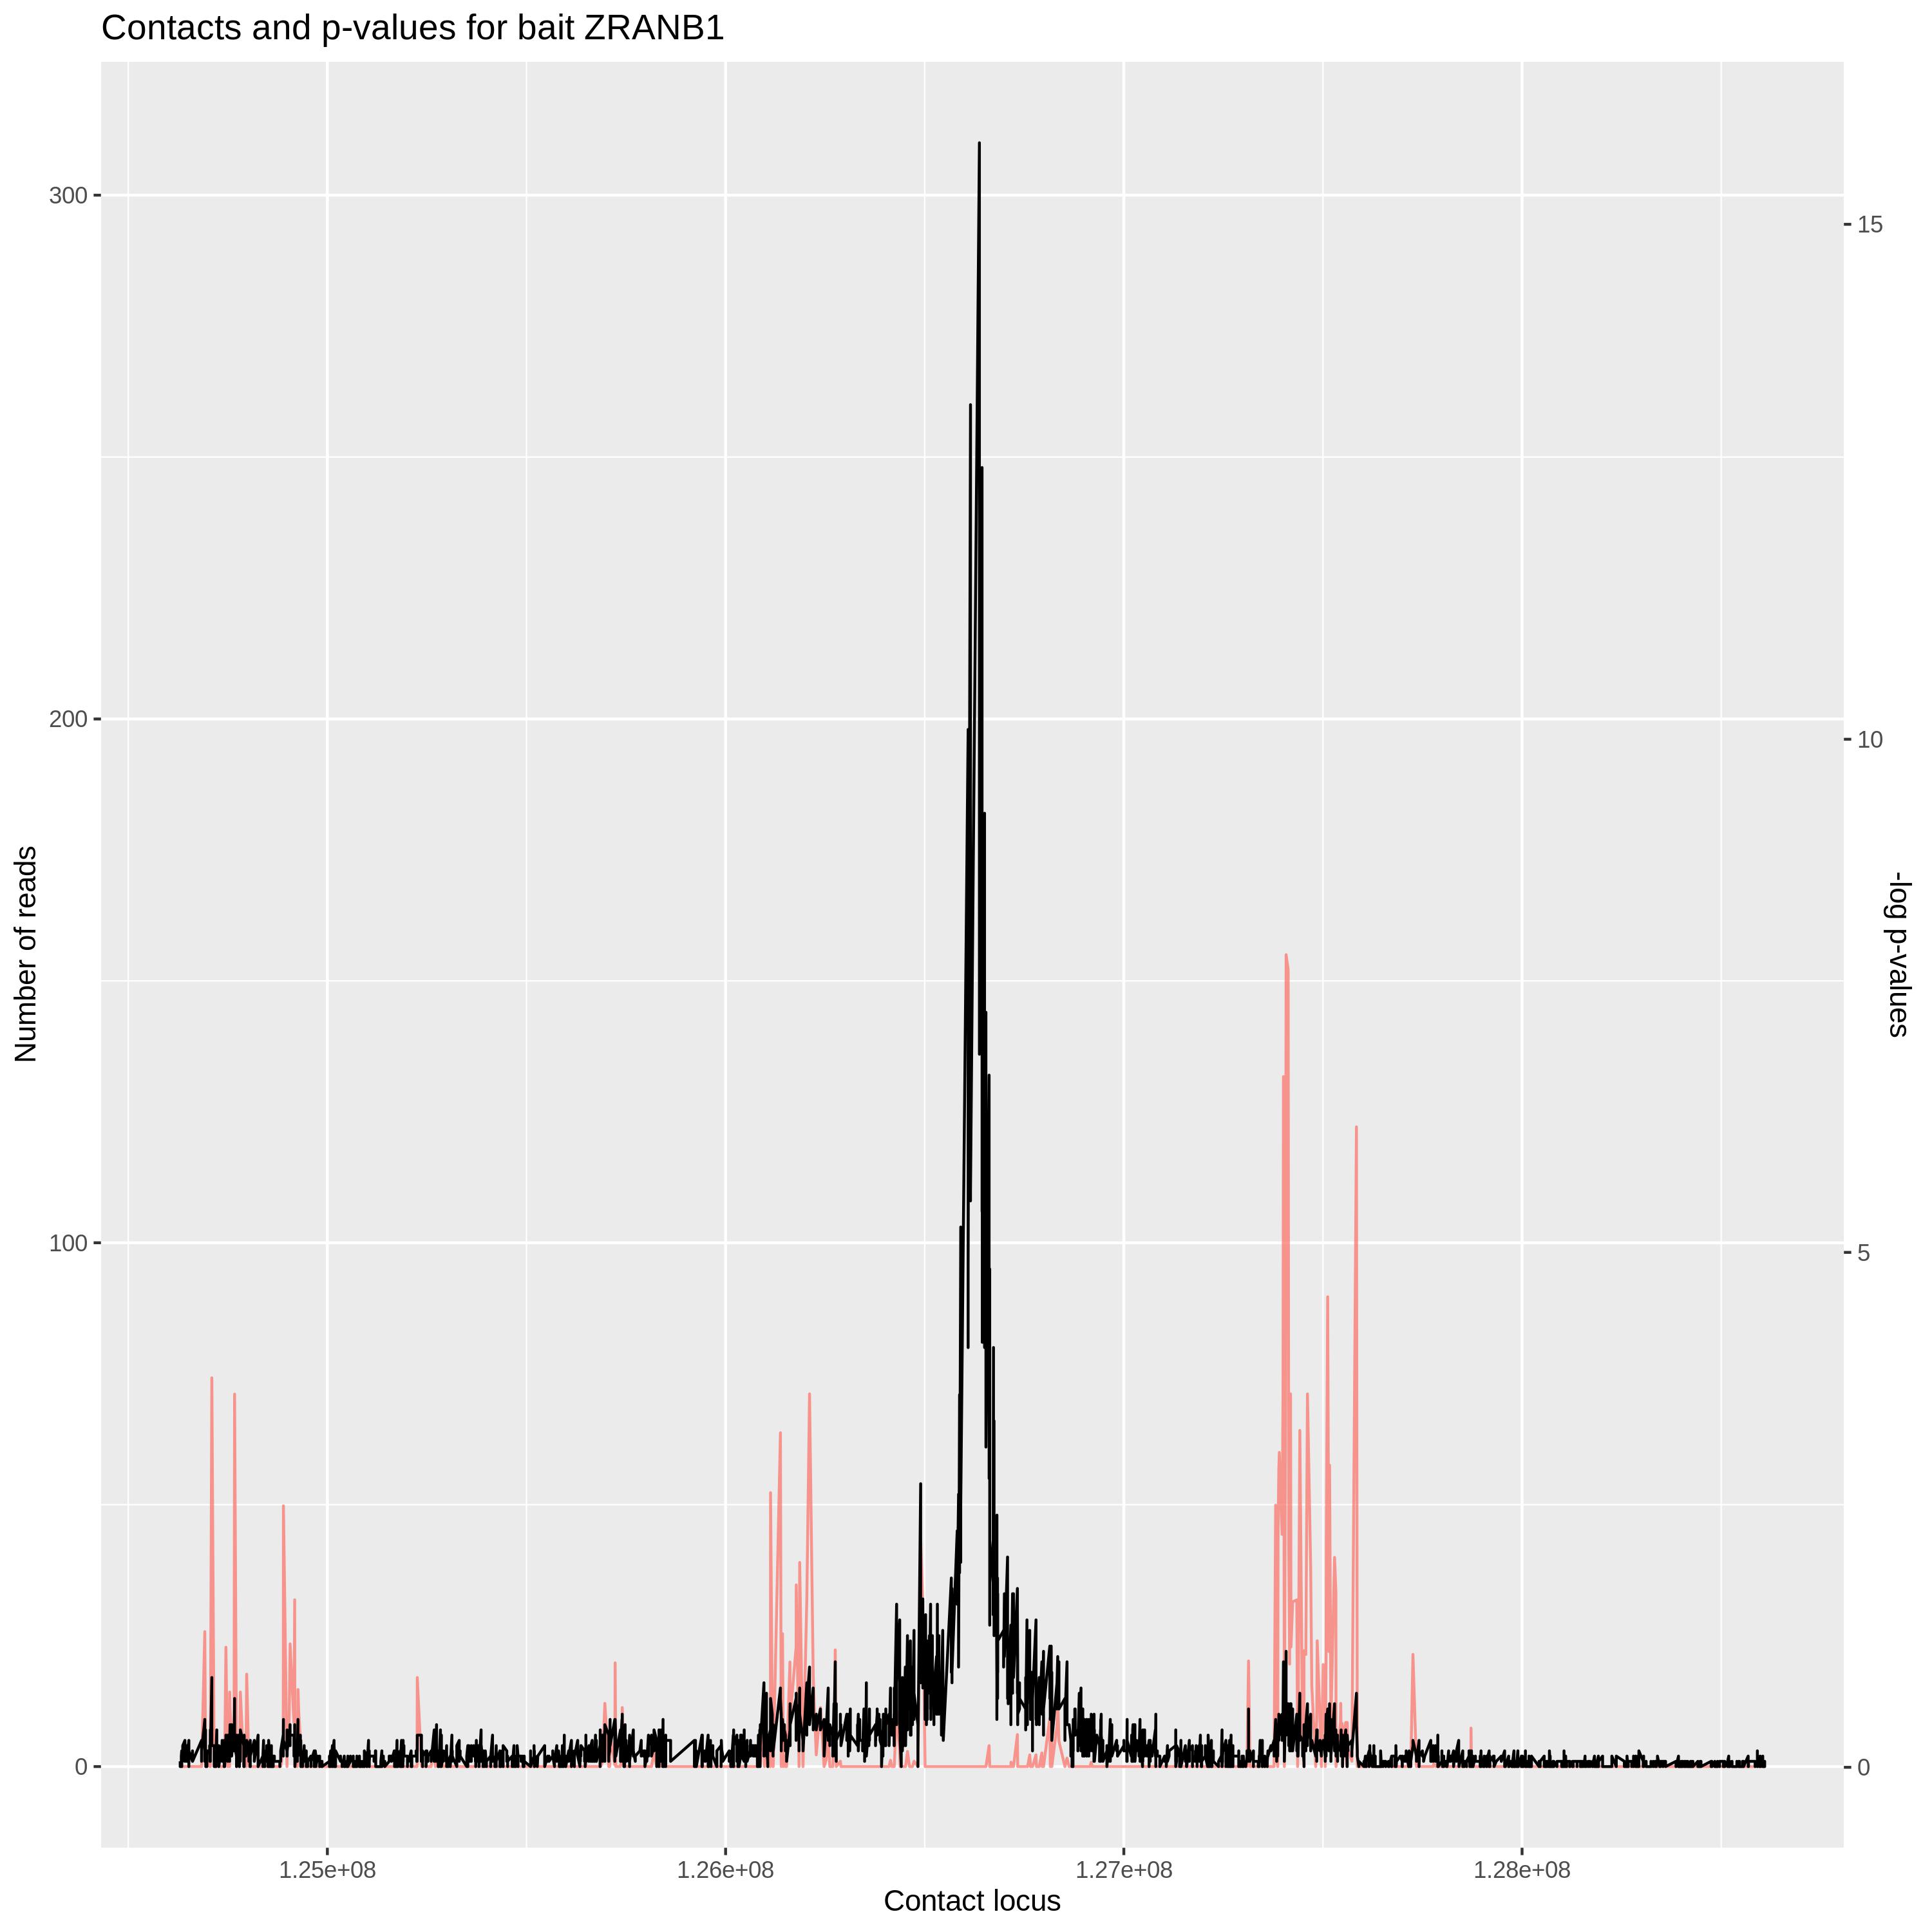 Contacts and p-values for bait ZRANB1
300
200
100
0
15
10
5
0
Number of reads
-log p-values
1.25e+08
1.26e+08
1.27e+08
1.28e+08
Contact locus